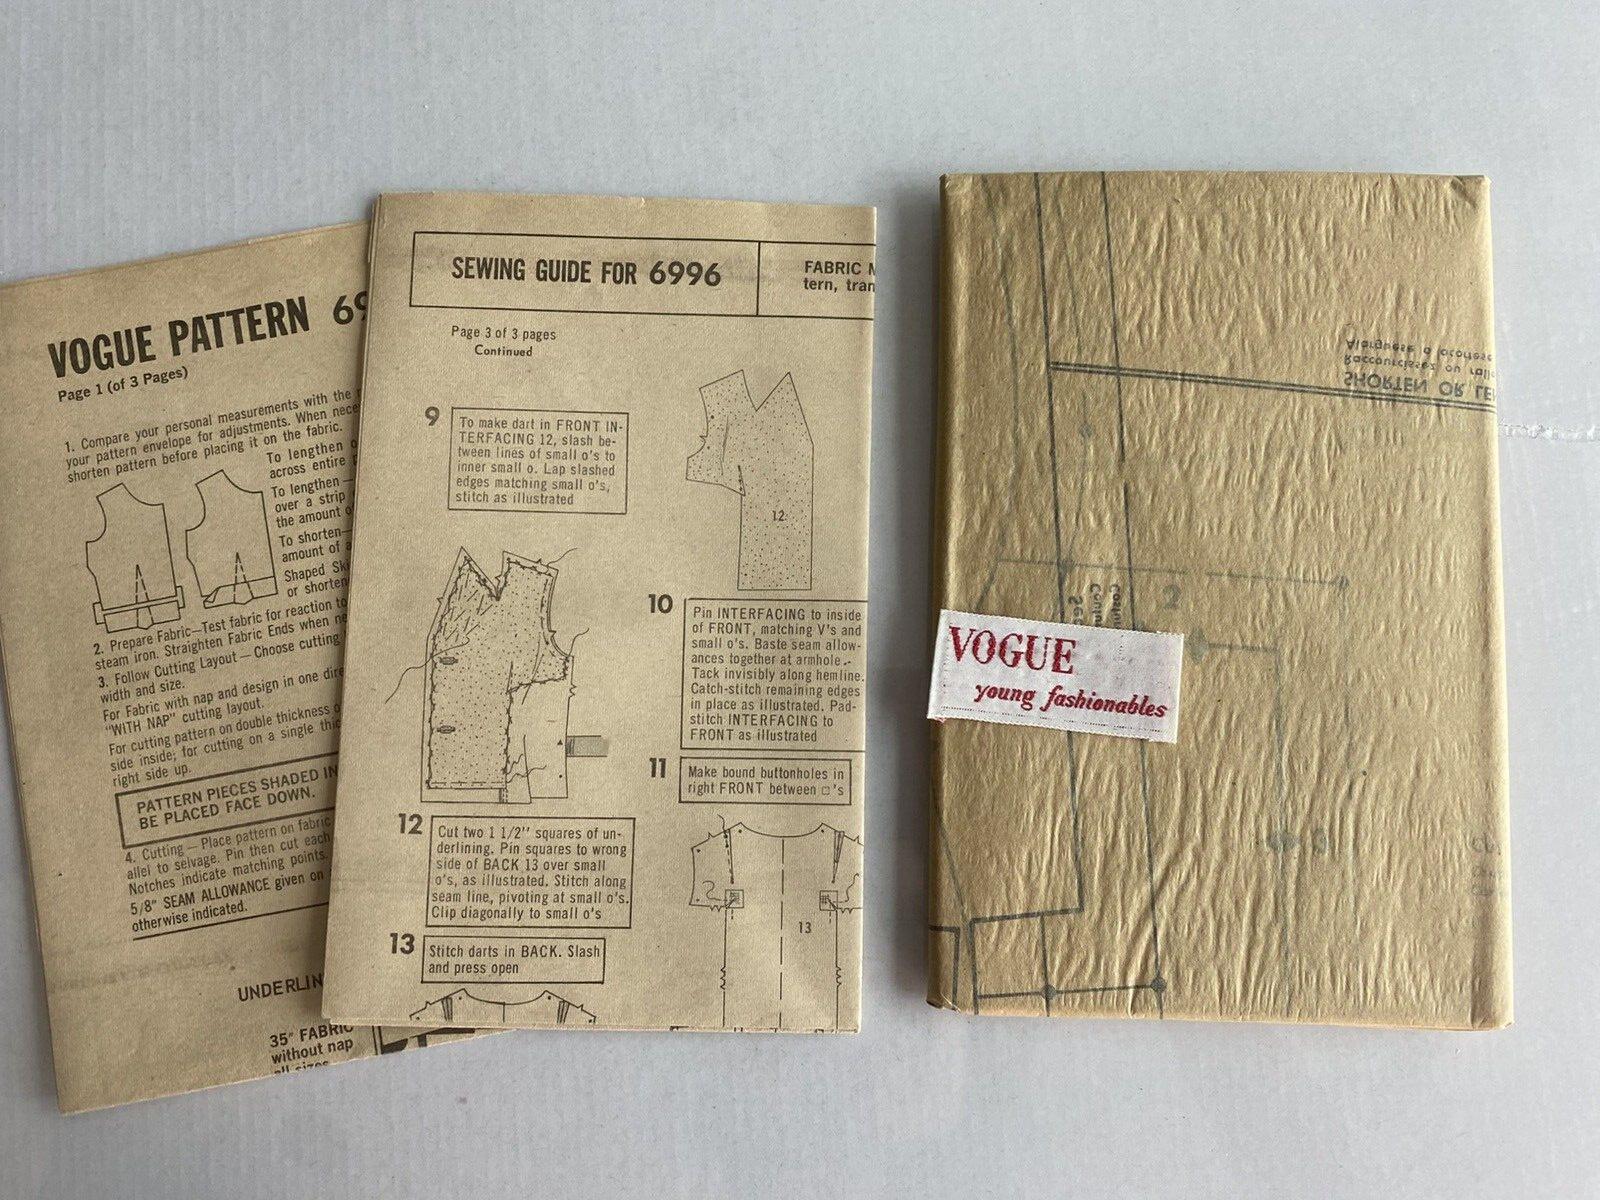 VOGUE PATTERN 69
Page 1 (of 3 Pages)
1. Compare your personal measurements with the
your pattern envelope for adjustments. When nece
shorten pattern before placing it on the fabric.
To lengthen o
across entire
To lengthen—
over a strip
the amount o
To shorten—
amount of a
Shaped Ski
or shorten
2. Prepare Fabric—Test fabric for reaction to
steam iron. Straighten Fabric Ends when ne
3. Follow Cutting Layout — Choose cutting
width and size.
For Fabric with nap and design in one dire
"WITH NAP" cutting layout.
For cutting pattern on double thickness o
side inside; for cutting on a single thic
right side up.
PATTERN PIECES SHADED IN
BE PLACED FACE DOWN.
4. Cutting — Place pattern on fabric
allel to selvage. Pin then cut each
Notches indicate matching points.
5/8" SEAM ALLOWANCE given on
otherwise indicated.
UNDERLIN
35" FABRIC
without nap
all sizes
SEWING GUIDE FOR 6996
FABRIC M
tern, tran
Page 3 of 3 pages
Continued
9
To make dart in FRONT IN-
TERFACING 12, slash be-
tween lines of small o's to
inner small o. Lap slashed
edges matching small o's,
stitch as illustrated
12
10
Pin INTERFACING to inside
of FRONT, matching V's and
small o's. Baste seam allow-
ances together at armhole.
Tack invisibly along hemline.
Catch-stitch remaining edges
in place as illustrated. Pad-
stitch INTERFACING to
FRONT as illustrated
11
Make bound buttonholes in
right FRONT between □'s
12
Cut two 1 1/2" squares of un-
derlining. Pin squares to wrong
side of BACK 13 over small
o's, as illustrated. Stitch along
seam line, pivoting at small o's.
Clip diagonally to small o's
13
13
Stitch darts in BACK. Slash
and press open
Allongez
Raccourcissez ou ralle
SHORTEN OR LE
2
VOGUE
young fashionables